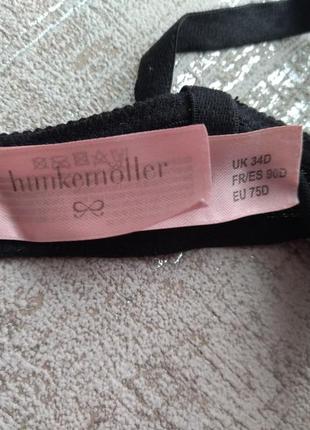 hunkemöller
UK 34D
FR/ES 90D
EU 75D